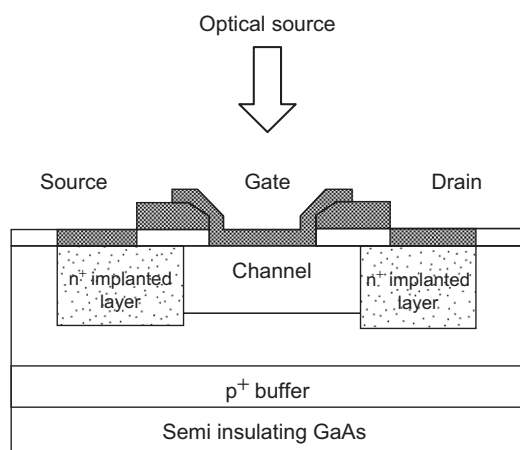 Optical source
Source
Gate
Drain
Channel
n+ implanted
layer
n+ implanted
layer
p+ buffer
Semi insulating GaAs